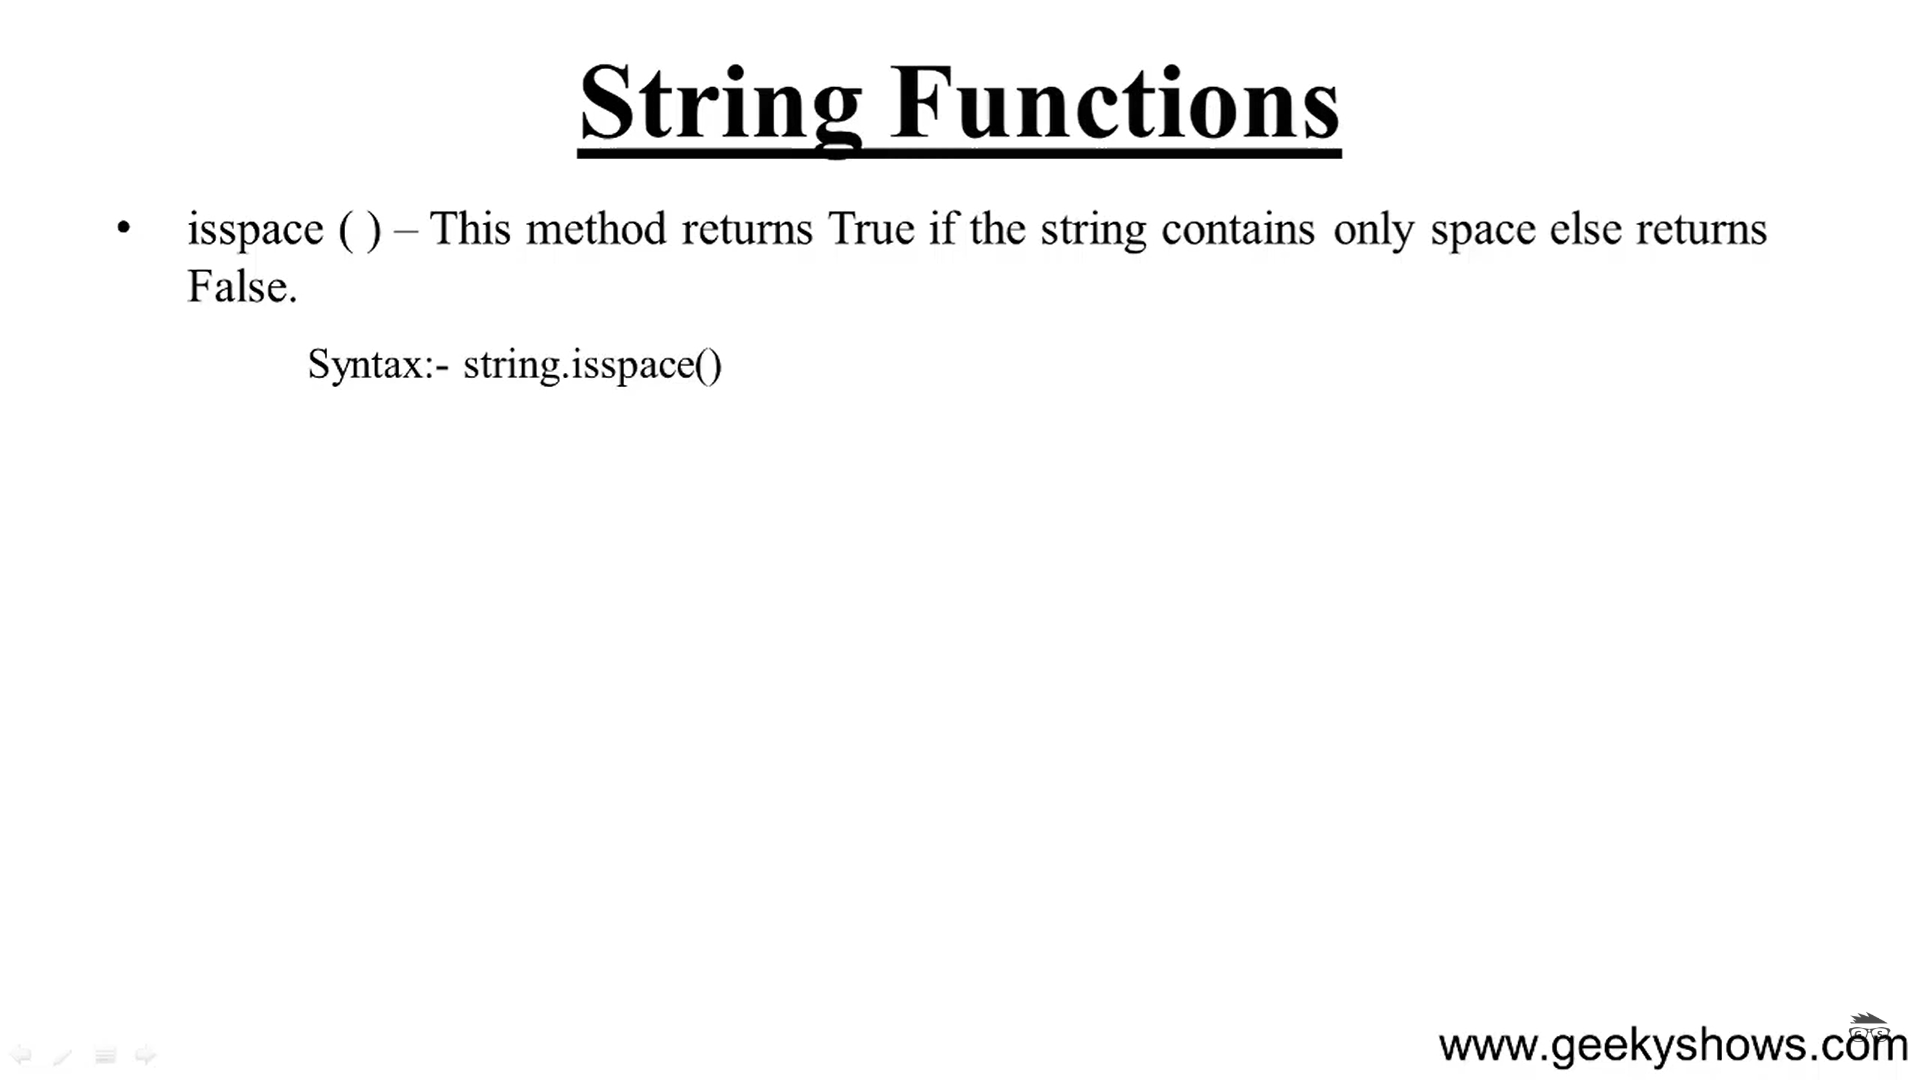 String Functions
• isspace ( ) – This method returns True if the string contains only space else returns
False.
Syntax:- string.isspace()
www.geekyshows.com